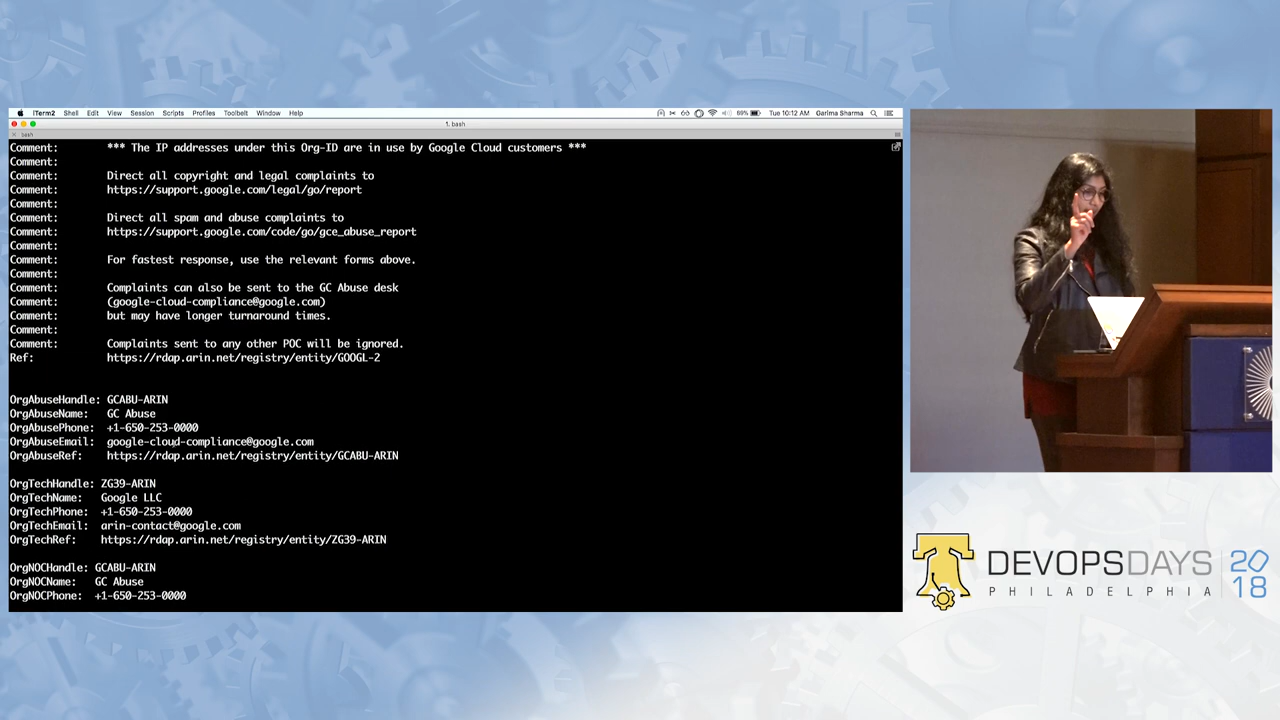 iTerm2 Shell Edit View Session Scripts Profiles Toolbelt Window Help 69% Tue 10:12 AM Garima Sharma
1. bash
bash
Comment: *** The IP addresses under this Org-ID are in use by Google Cloud customers ***
Comment:
Comment: Direct all copyright and legal complaints to
Comment: https://support.google.com/legal/go/report
Comment:
Comment: Direct all spam and abuse complaints to
Comment: https://support.google.com/code/go/gce_abuse_report
Comment:
Comment: For fastest response, use the relevant forms above.
Comment:
Comment: Complaints can also be sent to the GC Abuse desk
Comment: (google-cloud-compliance@google.com)
Comment: but may have longer turnaround times.
Comment:
Comment: Complaints sent to any other POC will be ignored.
Ref: https://rdap.arin.net/registry/entity/GOOGL-2
OrgAbuseHandle: GCABU-ARIN
OrgAbuseName: GC Abuse
OrgAbusePhone: +1-650-253-0000
OrgAbuseEmail: google-cloud-compliance@google.com
OrgAbuseRef: https://rdap.arin.net/registry/entity/GCABU-ARIN
OrgTechHandle: ZG39-ARIN
OrgTechName: Google LLC
OrgTechPhone: +1-650-253-0000
OrgTechEmail: arin-contact@google.com
OrgTechRef: https://rdap.arin.net/registry/entity/ZG39-ARIN
OrgNOCHandle: GCABU-ARIN
OrgNOCName: GC Abuse
OrgNOCPhone: +1-650-253-0000
DEVOPSDAYS
PHILADELPHIA
20
18